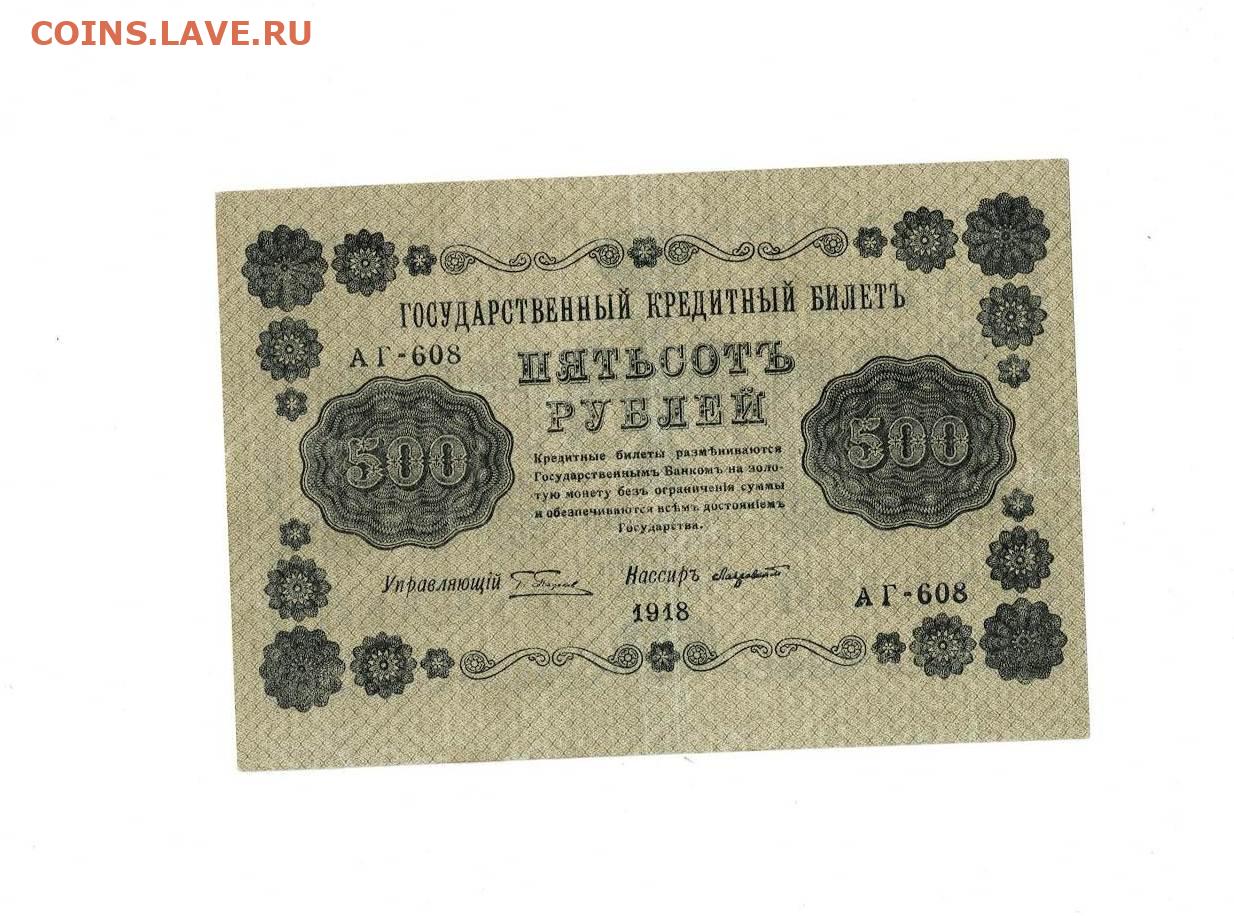 COINS.LAVE.RU
ГОСУДАРСТВЕННЫЙ КРЕДИТНЫЙ БИЛЕТЪ
АГ-608
ПЯТЬСОТЪ
РУБЛЕЙ
500
500
Кредитные билеты размѣниваются
Государственнымъ Банкомъ на золо-
тую монету безъ ограниченія суммы
и обезпечиваются всѣмъ достояніемъ
Государства.
Управляющій
Кассиръ
1918
АГ-608